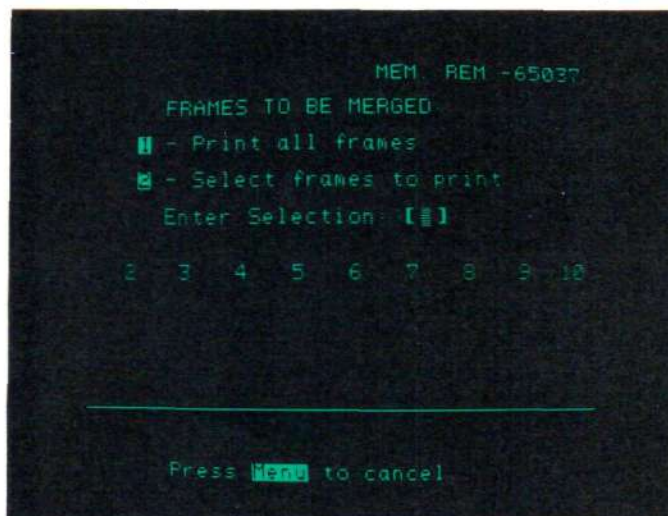 MEM. REM -65037
FRAMES TO BE MERGED
1 - Print all frames
2 - Select frames to print
Enter Selection: [ ]
2 3 4 5 6 7 8 9 10
Press Menu to cancel